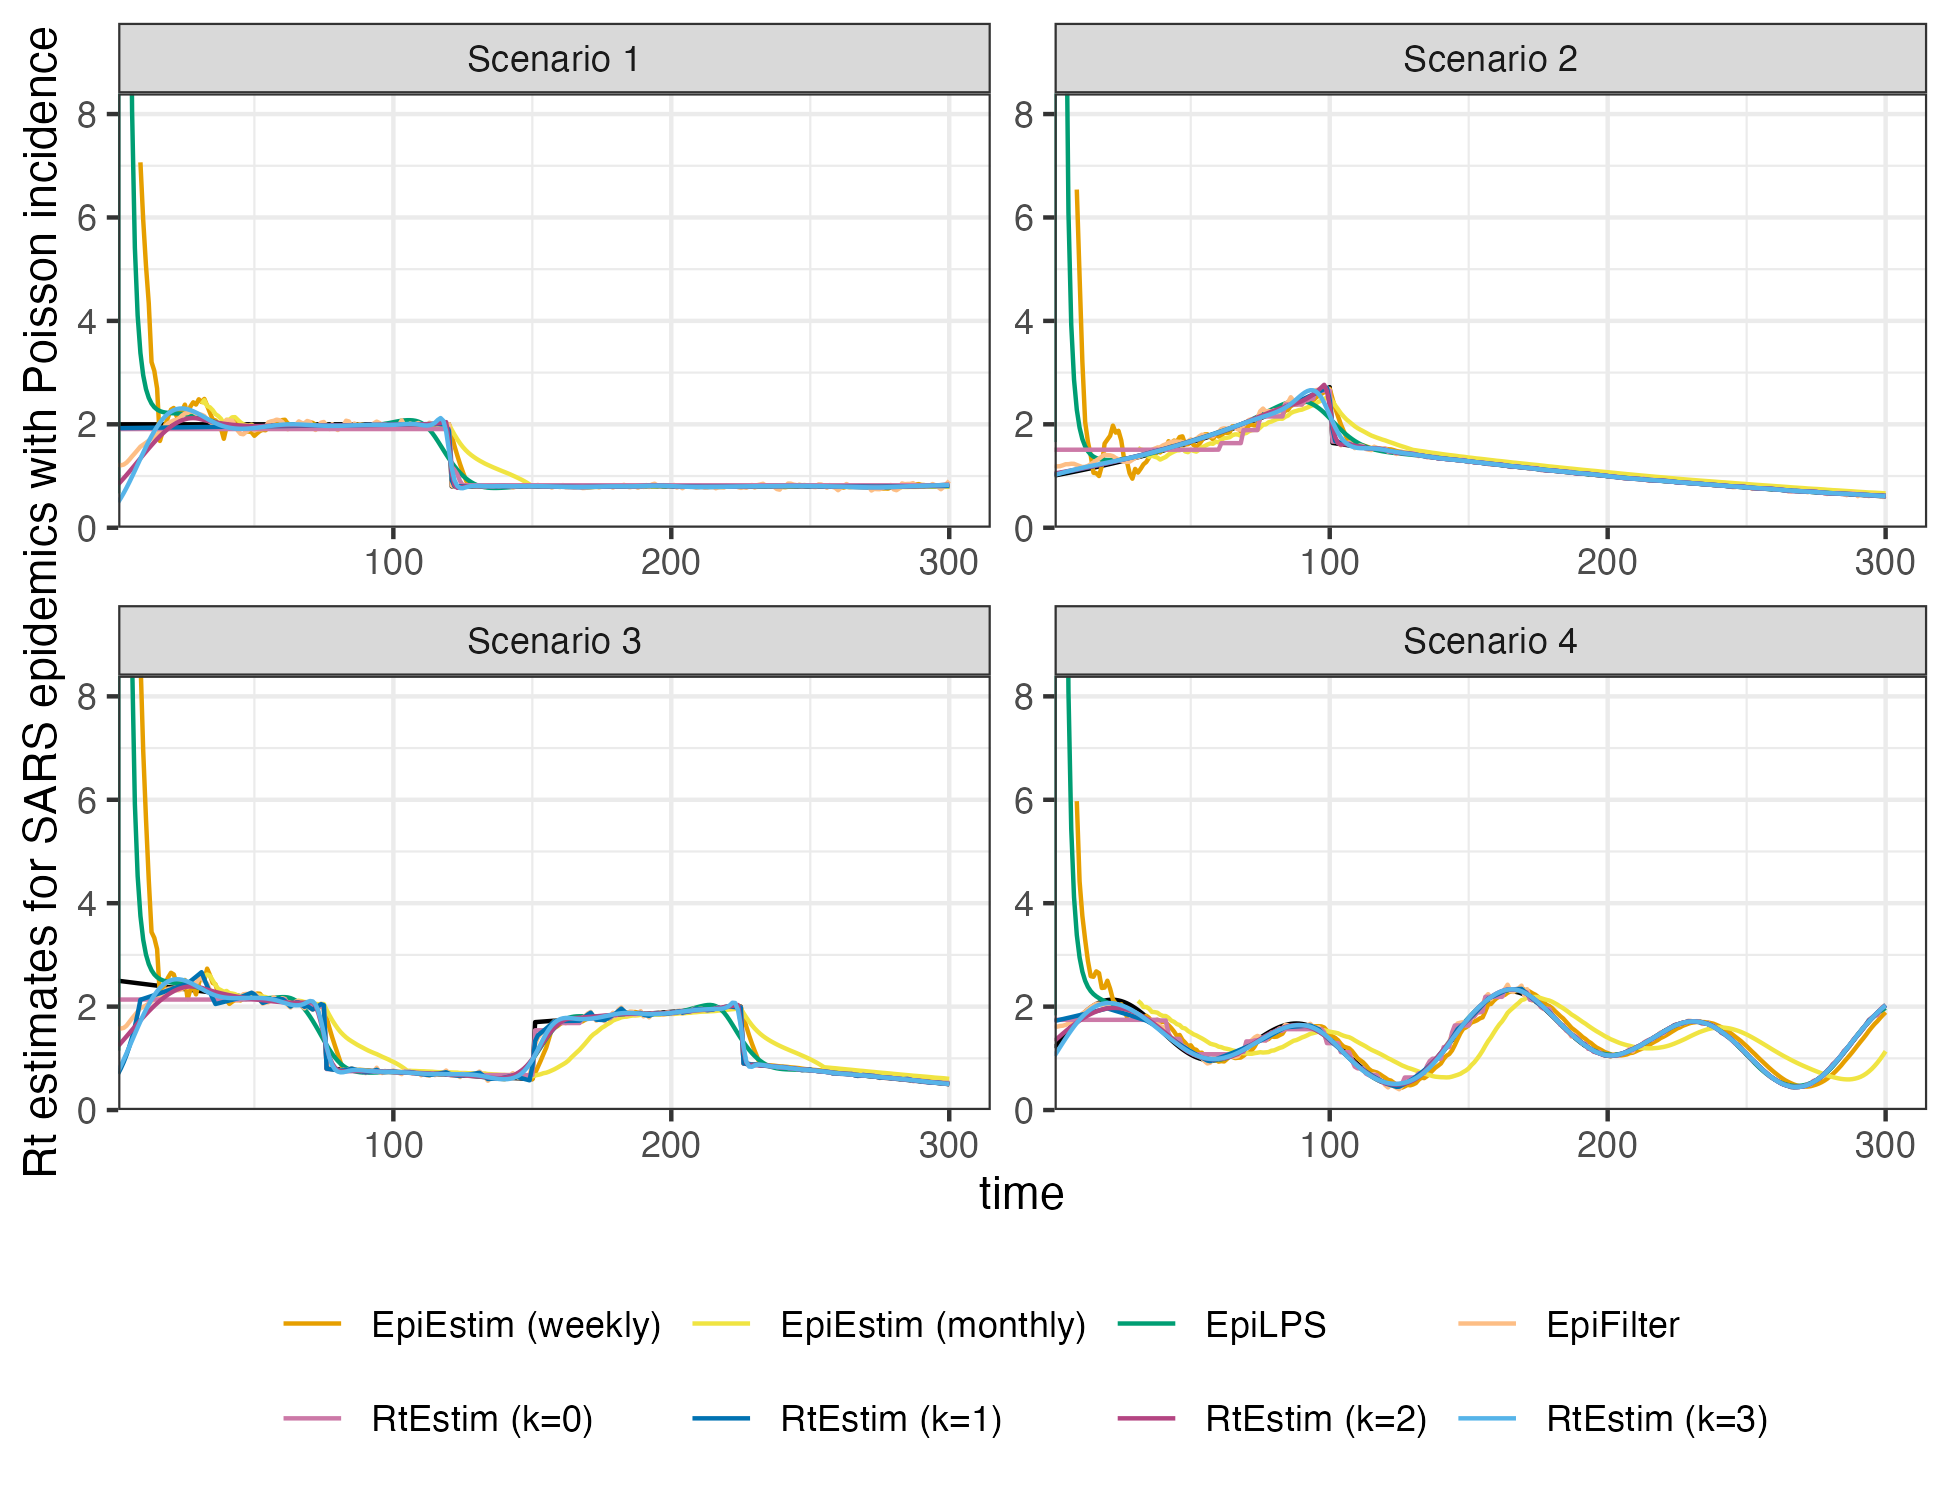 Rt estimates for SARS epidemics with Poisson incidence
Scenario 1
8
6
4
2
0
100 200 300
Scenario 2
8
6
4
2
0
100 200 300
Scenario 3
8
6
4
2
0
100 200 300
Scenario 4
8
6
4
2
0
100 200 300
time
EpiEstim (weekly) EpiEstim (monthly) EpiLPS EpiFilter
RtEstim (k=0) RtEstim (k=1) RtEstim (k=2) RtEstim (k=3)